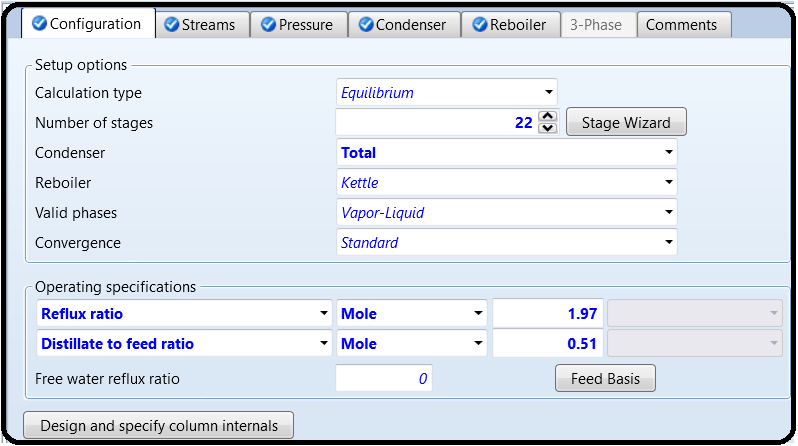 Configuration Streams Pressure Condenser Reboiler 3-Phase Comments
Setup options
Calculation type Equilibrium
Number of stages 22 Stage Wizard
Condenser Total
Reboiler Kettle
Valid phases Vapor-Liquid
Convergence Standard
Operating specifications
Reflux ratio Mole 1.97
Distillate to feed ratio Mole 0.51
Free water reflux ratio 0 Feed Basis
Design and specify column internals